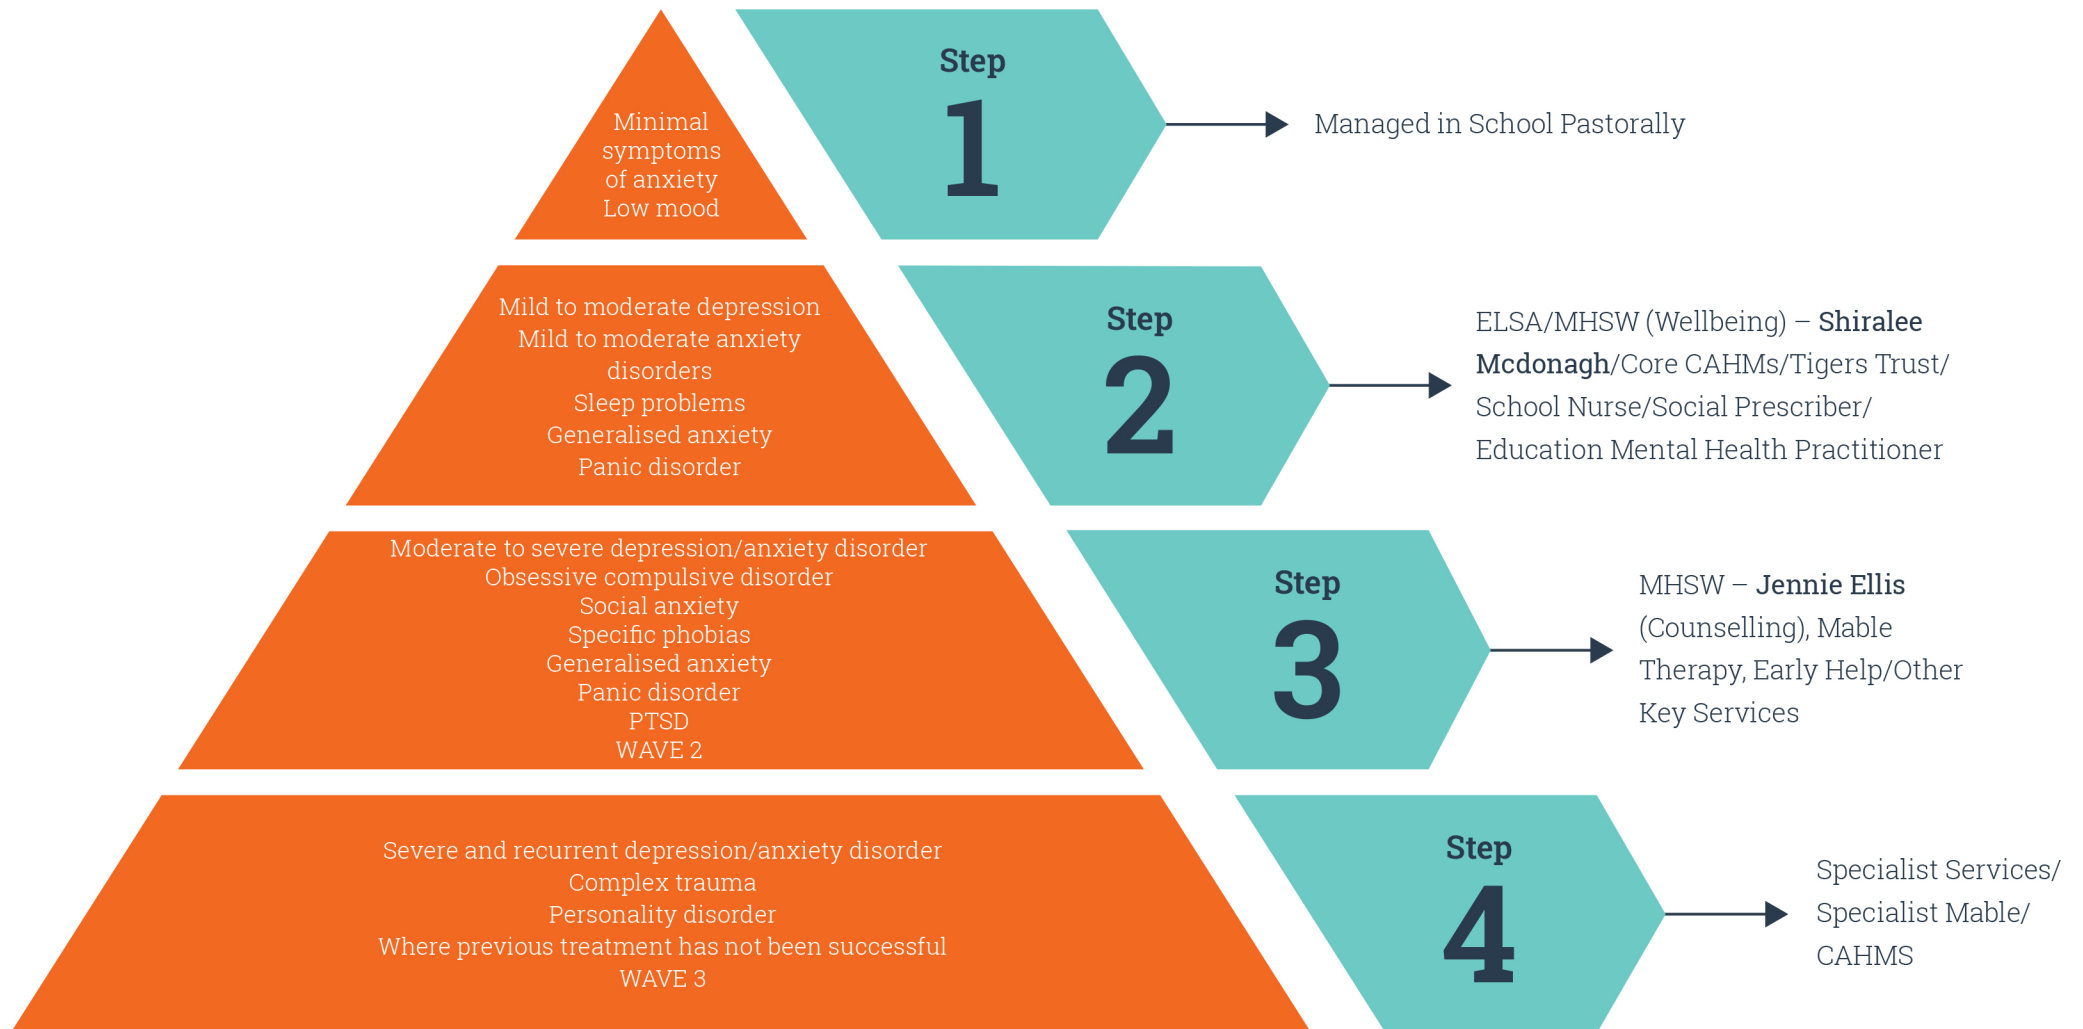 Minimal
symptoms
of anxiety
Low mood
Step
1
Managed in School Pastorally
Mild to moderate depression
Mild to moderate anxiety
disorders
Sleep problems
Generalised anxiety
Panic disorder
Step
2
ELSA/MHSW (Wellbeing) – Shiralee
Mcdonagh/Core CAHMs/Tigers Trust/
School Nurse/Social Prescriber/
Education Mental Health Practitioner
Moderate to severe depression/anxiety disorder
Obsessive compulsive disorder
Social anxiety
Specific phobias
Generalised anxiety
Panic disorder
PTSD
WAVE 2
Step
3
MHSW – Jennie Ellis
(Counselling), Mable
Therapy, Early Help/Other
Key Services
Severe and recurrent depression/anxiety disorder
Complex trauma
Personality disorder
Where previous treatment has not been successful
WAVE 3
Step
4
Specialist Services/
Specialist Mable/
CAHMS